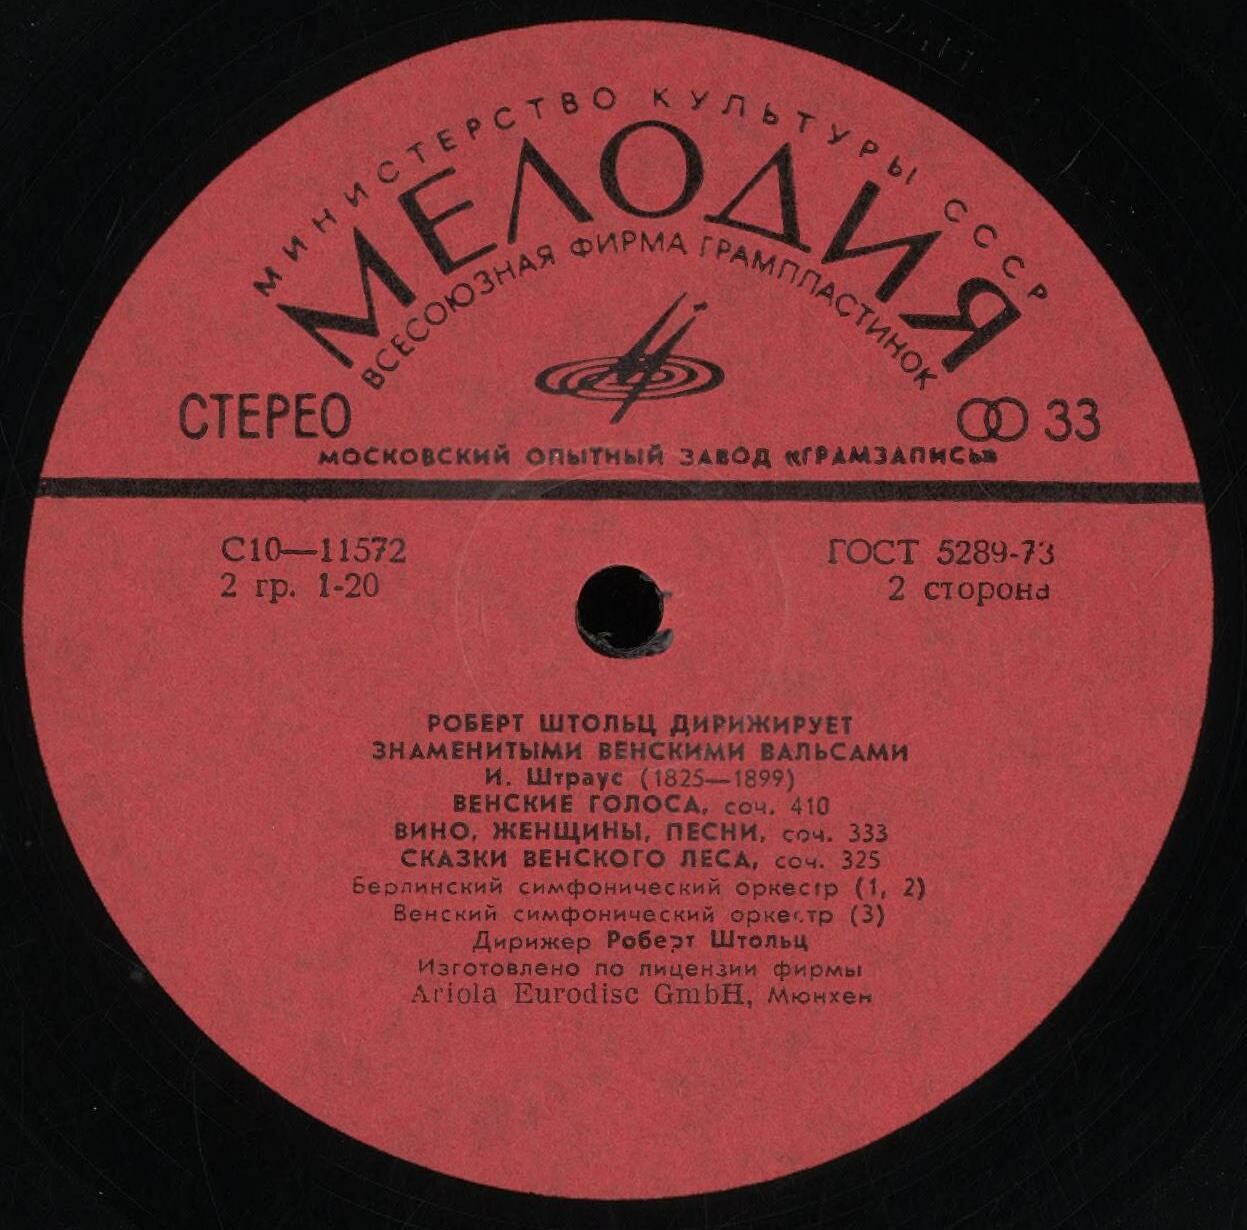 МИНИСТЕРСТВО КУЛЬТУРЫ СССР
МЕЛОДИЯ
ВСЕСОЮЗНАЯ ФИРМА ГРАМПЛАСТИНОК
СТЕРЕО
33
МОСКОВСКИЙ ОПЫТНЫЙ ЗАВОД «ГРАМЗАПИСЬ»
С10—11572
ГОСТ 5289-73
2 гр. 1-20
2 сторона
РОБЕРТ ШТОЛЬЦ ДИРИЖИРУЕТ
ЗНАМЕНИТЫМИ ВЕНСКИМИ ВАЛЬСАМИ
И. Штраус (1825—1899)
ВЕНСКИЕ ГОЛОСА, соч. 410
ВИНО, ЖЕНЩИНЫ, ПЕСНИ, соч. 333
СКАЗКИ ВЕНСКОГО ЛЕСА, соч. 325
Берлинский симфонический оркестр (1, 2)
Венский симфонический оркестр (3)
Дирижер Роберт Штольц
Изготовлено по лицензии фирмы
Ariola Eurodisc GmbH, Мюнхен